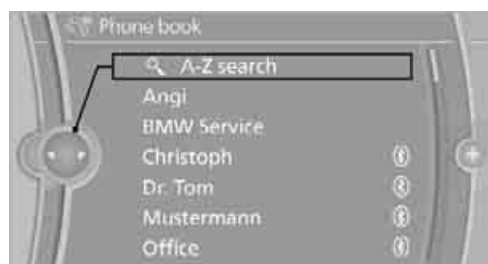 Phone book
A-Z search
Angi
BMW Service
Christoph
Dr. Tom
Mustermann
Office